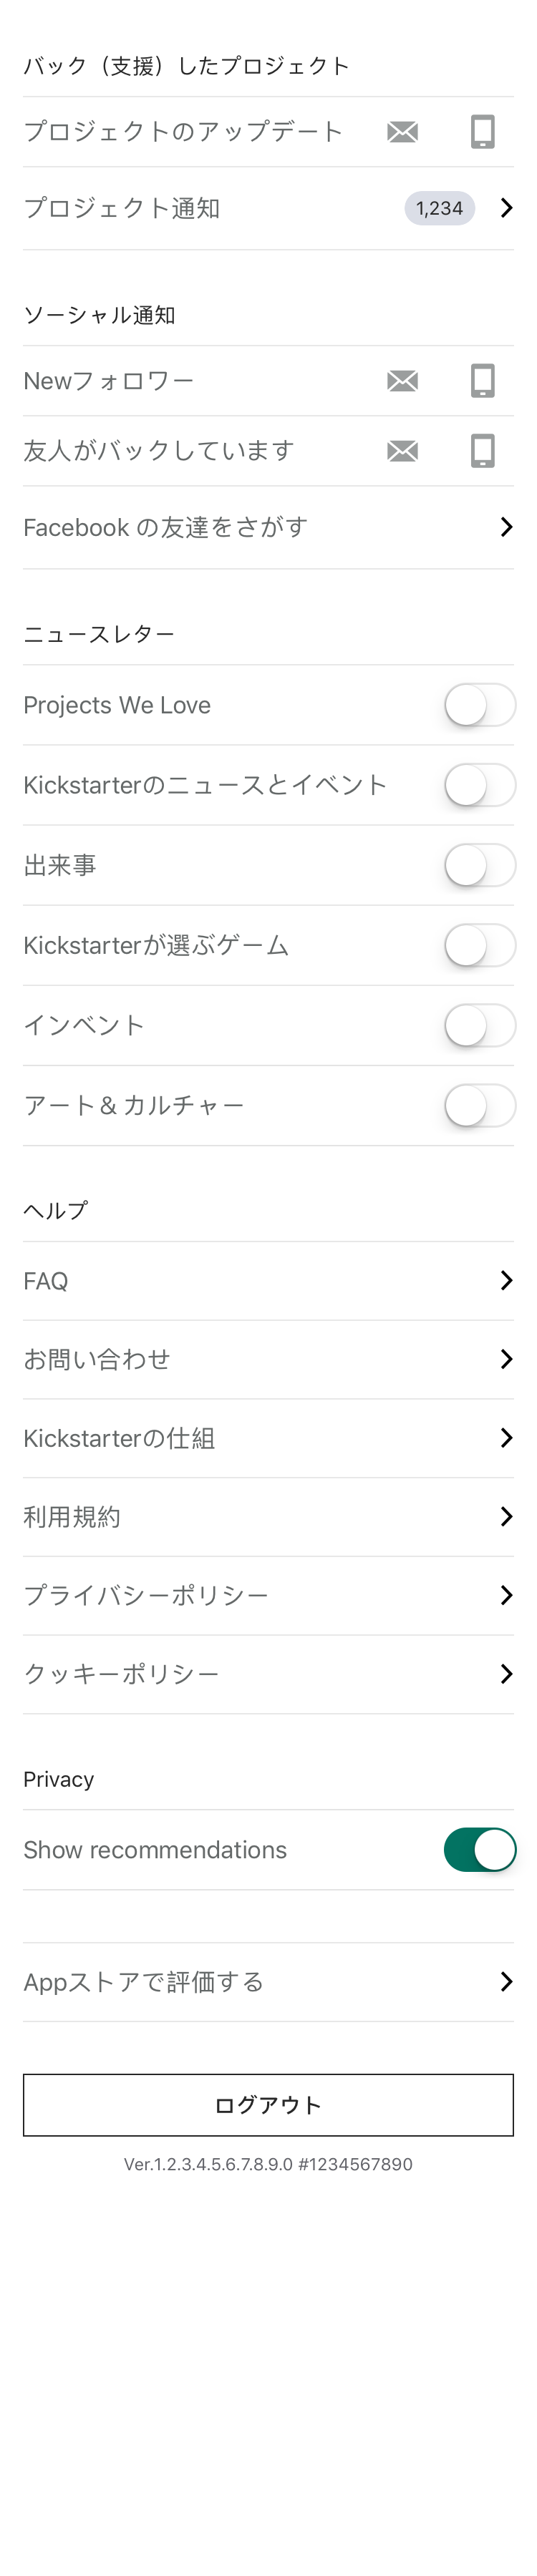 バック（支援）したプロジェクト
プロジェクトのアップデート
プロジェクト通知 1,234
ソーシャル通知
Newフォロワー
友人がバックしています
Facebook の友達をさがす
ニュースレター
Projects We Love
Kickstarterのニュースとイベント
出来事
Kickstarterが選ぶゲーム
インベント
アート＆カルチャー
ヘルプ
FAQ
お問い合わせ
Kickstarterの仕組
利用規約
プライバシーポリシー
クッキーポリシー
Privacy
Show recommendations
Appストアで評価する
ログアウト
Ver.1.2.3.4.5.6.7.8.9.0 #1234567890